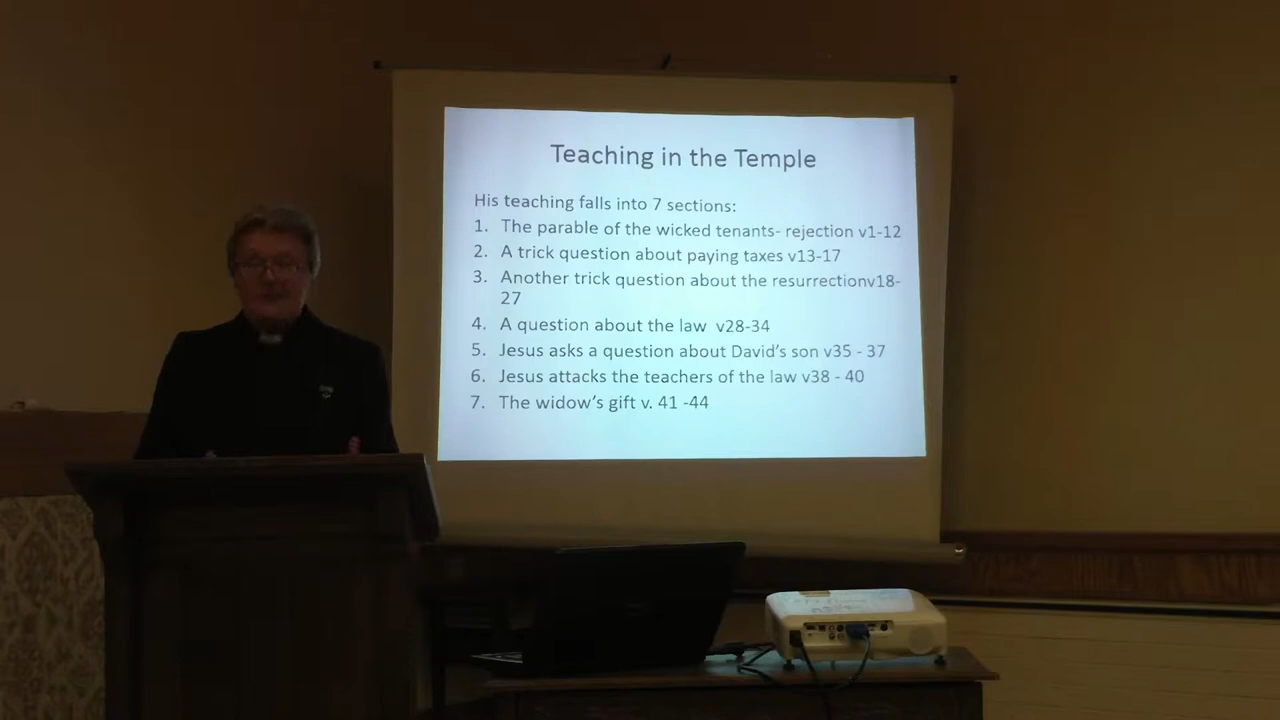 Teaching in the Temple
His teaching falls into 7 sections:
1. The parable of the wicked tenants- rejection v1-12
2. A trick question about paying taxes v13-17
3. Another trick question about the resurrectionv18-
27
4. A question about the law v28-34
5. Jesus asks a question about David's son v35 - 37
6. Jesus attacks the teachers of the law v38 - 40
7. The widow's gift v. 41 -44